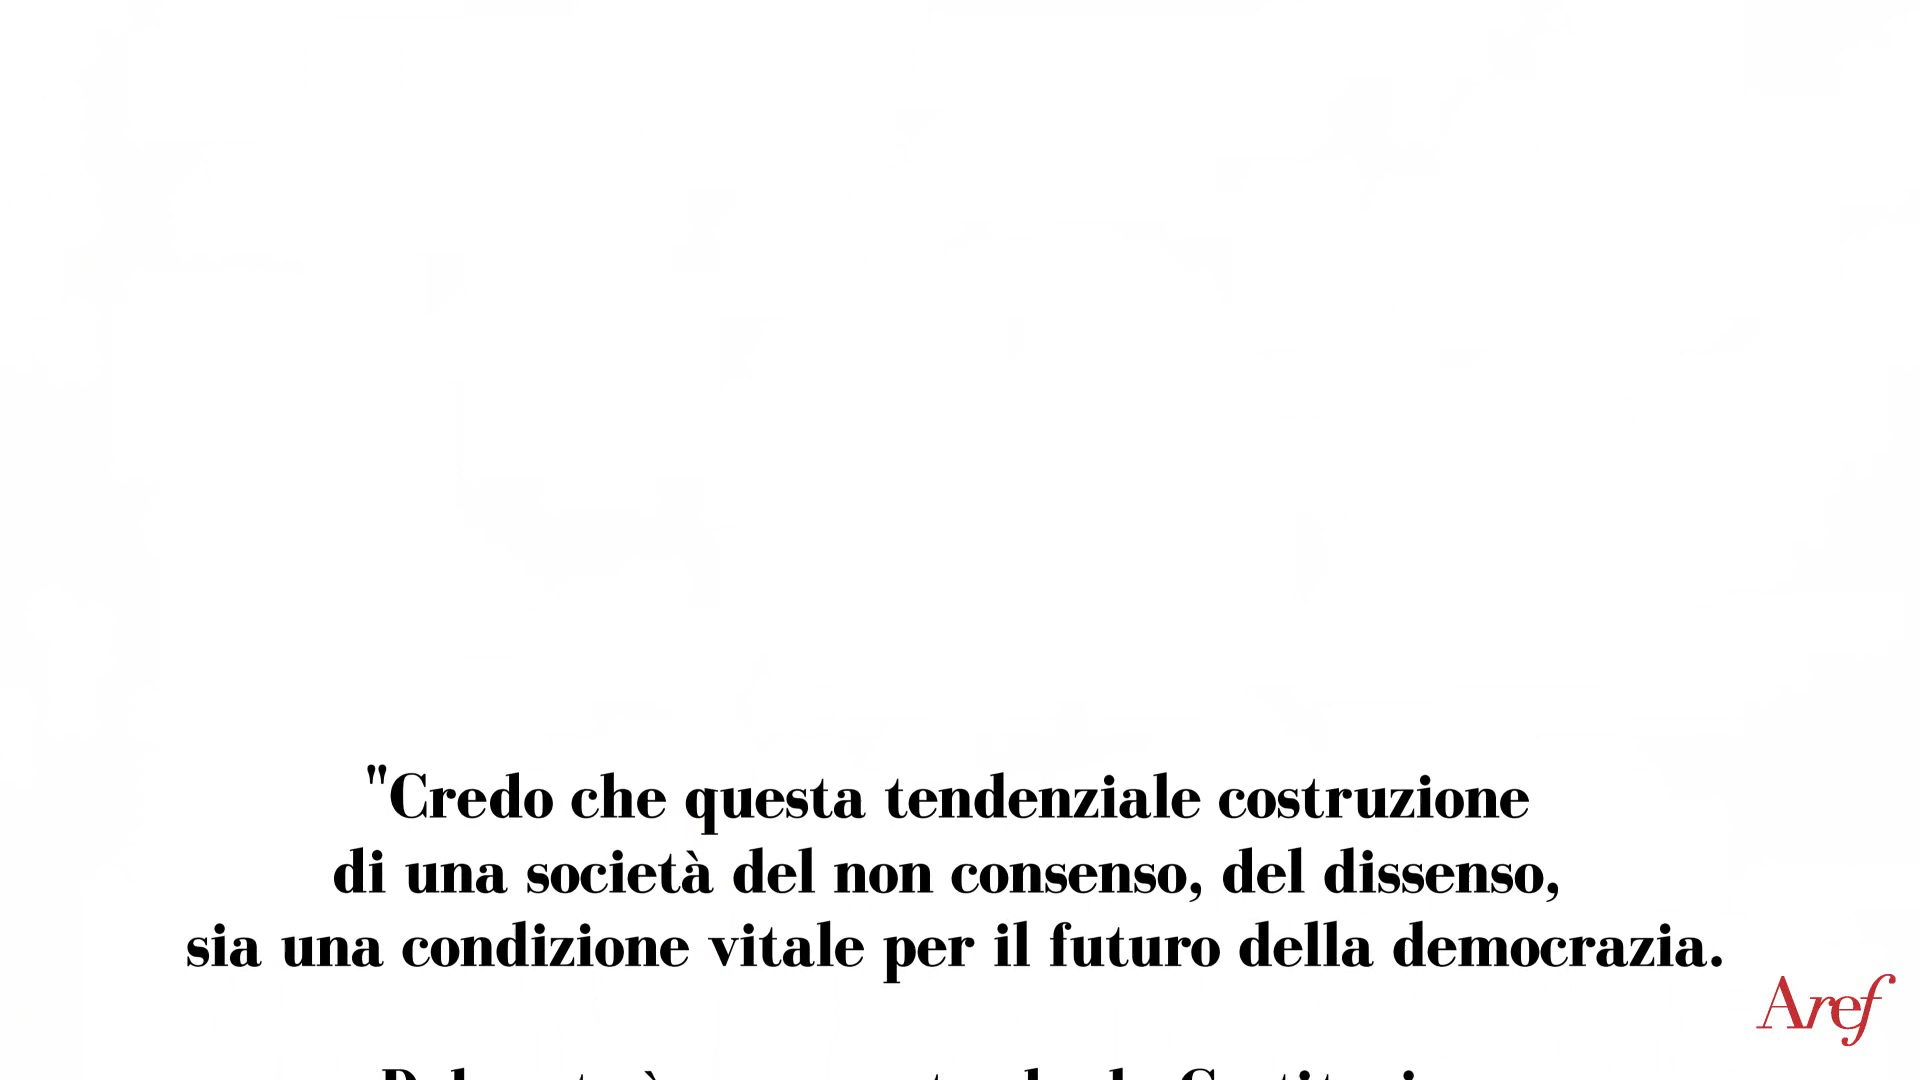 "Credo che questa tendenziale costruzione
di una società del non consenso, del dissenso,
sia una condizione vitale per il futuro della democrazia.
Aref